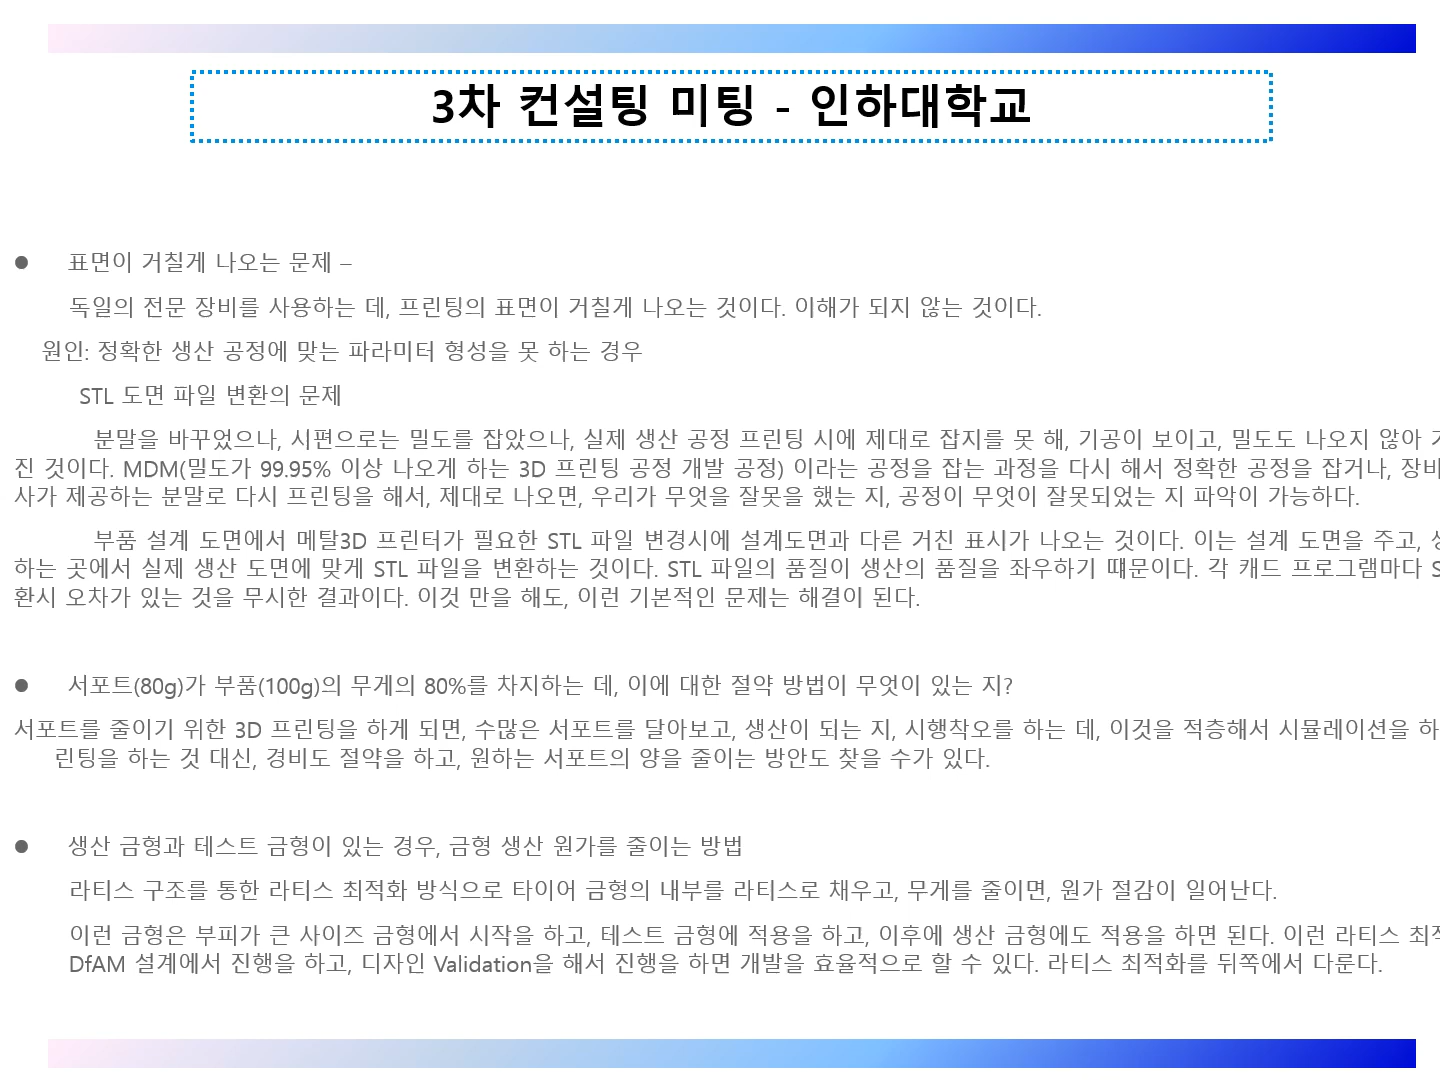 3차 컨설팅 미팅 - 인하대학교
● 표면이 거칠게 나오는 문제 –
독일의 전문 장비를 사용하는 데, 프린팅의 표면이 거칠게 나오는 것이다. 이해가 되지 않는 것이다.
원인: 정확한 생산 공정에 맞는 파라미터 형성을 못 하는 경우
STL 도면 파일 변환의 문제
분말을 바꾸었으나, 시편으로는 밀도를 잡았으나, 실제 생산 공정 프린팅 시에 제대로 잡지를 못 해, 기공이 보이고, 밀도도 나오지 않아
진 것이다. MDM(밀도가 99.95% 이상 나오게 하는 3D 프린팅 공정 개발 공정) 이라는 공정을 잡는 과정을 다시 해서 정확한 공정을 잡거나, 장비
사가 제공하는 분말로 다시 프린팅을 해서, 제대로 나오면, 우리가 무엇을 잘못을 했는 지, 공정이 무엇이 잘못되었는 지 파악이 가능하다.
부품 설계 도면에서 메탈3D 프린터가 필요한 STL 파일 변경시에 설계도면과 다른 거친 표시가 나오는 것이다. 이는 설계 도면을 주고,
하는 곳에서 실제 생산 도면에 맞게 STL 파일을 변환하는 것이다. STL 파일의 품질이 생산의 품질을 좌우하기 떄문이다. 각 캐드 프로그램마다
환시 오차가 있는 것을 무시한 결과이다. 이것 만을 해도, 이런 기본적인 문제는 해결이 된다.
● 서포트(80g)가 부품(100g)의 무게의 80%를 차지하는 데, 이에 대한 절약 방법이 무엇이 있는 지?
서포트를 줄이기 위한 3D 프린팅을 하게 되면, 수많은 서포트를 달아보고, 생산이 되는 지, 시행착오를 하는 데, 이것을 적층해서 시뮬레이션을 하
린팅을 하는 것 대신, 경비도 절약을 하고, 원하는 서포트의 양을 줄이는 방안도 찾을 수가 있다.
● 생산 금형과 테스트 금형이 있는 경우, 금형 생산 원가를 줄이는 방법
라티스 구조를 통한 라티스 최적화 방식으로 타이어 금형의 내부를 라티스로 채우고, 무게를 줄이면, 원가 절감이 일어난다.
이런 금형은 부피가 큰 사이즈 금형에서 시작을 하고, 테스트 금형에 적용을 하고, 이후에 생산 금형에도 적용을 하면 된다. 이런 라티스
DfAM 설계에서 진행을 하고, 디자인 Validation을 해서 진행을 하면 개발을 효율적으로 할 수 있다. 라티스 최적화를 뒤쪽에서 다룬다.